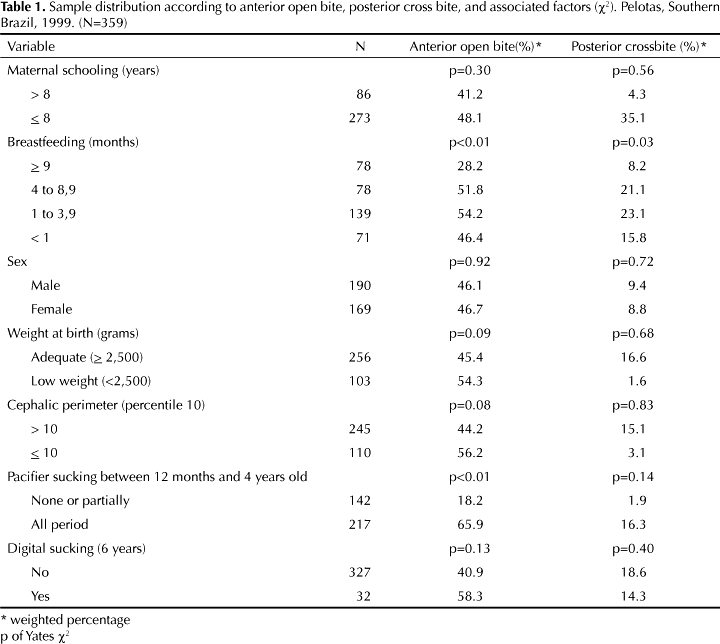 Table 1. Sample distribution according to anterior open bite, posterior cross bite, and associated factors (χ²). Pelotas, Southern
Brazil, 1999. (N=359)
Variable N Anterior open bite(%)* Posterior crossbite (%)*
Maternal schooling (years) p=0.30 p=0.56
> 8 86 41.2 4.3
≤ 8 273 48.1 35.1
Breastfeeding (months) p<0.01 p=0.03
≥ 9 78 28.2 8.2
4 to 8,9 78 51.8 21.1
1 to 3,9 139 54.2 23.1
< 1 71 46.4 15.8
Sex p=0.92 p=0.72
Male 190 46.1 9.4
Female 169 46.7 8.8
Weight at birth (grams) p=0.09 p=0.68
Adequate (≥ 2,500) 256 45.4 16.6
Low weight (<2,500) 103 54.3 1.6
Cephalic perimeter (percentile 10) p=0.08 p=0.83
> 10 245 44.2 15.1
≤ 10 110 56.2 3.1
Pacifier sucking between 12 months and 4 years old p<0.01 p=0.14
None or partially 142 18.2 1.9
All period 217 65.9 16.3
Digital sucking (6 years) p=0.13 p=0.40
No 327 40.9 18.6
Yes 32 58.3 14.3
* weighted percentage
p of Yates χ²